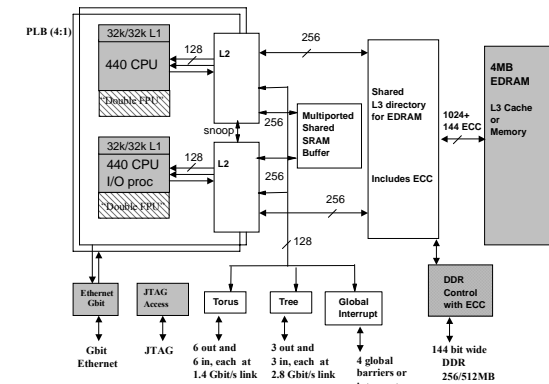 PLB (4:1)
32k/32k L1
440 CPU
"Double FPU"
128
L2
256
snoop
32k/32k L1
440 CPU
I/O proc
"Double FPU"
128
L2
256
256
256
Multiported
Shared
SRAM
Buffer
128
Shared
L3 directory
for EDRAM
Includes ECC
1024+
144 ECC
4MB
EDRAM
L3 Cache
or
Memory
Ethernet
Gbit
JTAG
Access
Torus
Tree
Global
Interrupt
DDR
Control
with ECC
Gbit
Ethernet
JTAG
6 out and
6 in, each at
1.4 Gbit/s link
3 out and
3 in, each at
2.8 Gbit/s link
4 global
barriers or
144 bit wide
DDR
256/512MB